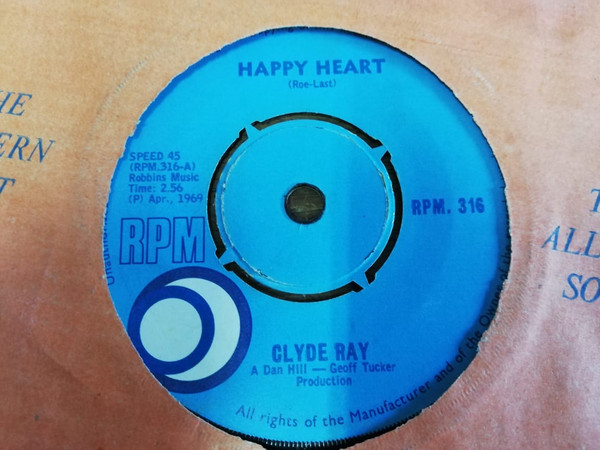 HAPPY HEART
(Roe-Last)
SPEED 45
(RPM.316-A)
Robbins Music
Time: 2.56
(P) Apr., 1969
RPM
RPM. 316
CLYDE RAY
A Dan Hill — Geoff Tucker
Production
All rights of the Manufacturer and of the Owner of
HE
ERN
T
T
ALL
SO